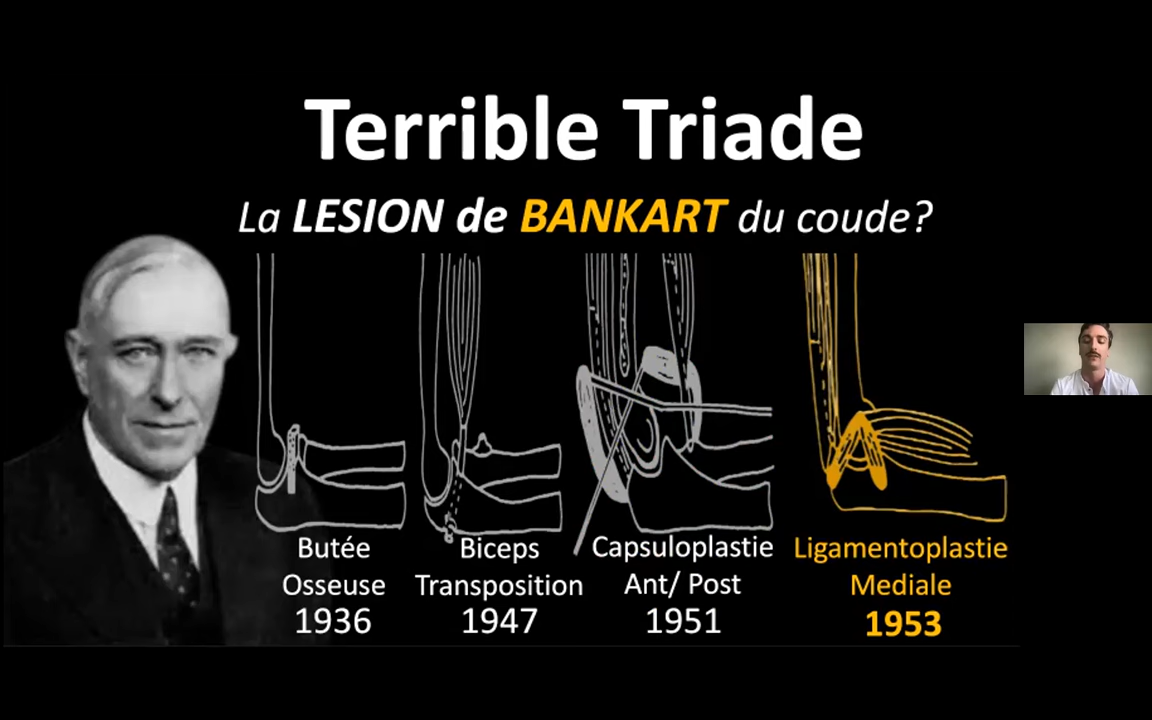 Terrible Triade
La LESION de BANKART du coude?
Butée
Osseuse
1936
Biceps
Transposition
1947
Capsuloplastie
Ant/ Post
1951
Ligamentoplastie
Mediale
1953